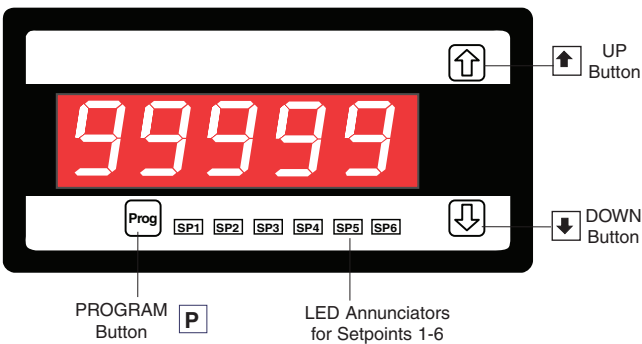 UP
Button
99999
Prog
SP1 SP2 SP3 SP4 SP5 SP6
DOWN
Button
PROGRAM
Button
P
LED Annunciators
for Setpoints 1-6